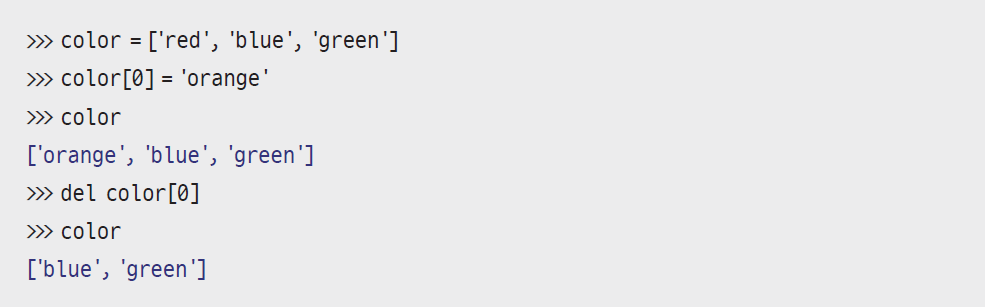 >>> color = ['red', 'blue', 'green']
>>> color[0] = 'orange'
>>> color
['orange', 'blue', 'green']
>>> del color[0]
>>> color
['blue', 'green']